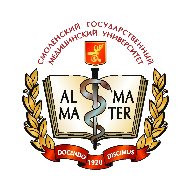 СМОЛЕНСКИЙ ГОСУДАРСТВЕННЫЙ
МЕДИЦИНСКИЙ УНИВЕРСИТЕТ
AL MA
MA TER
DOCENDO DISCIMUS
1920